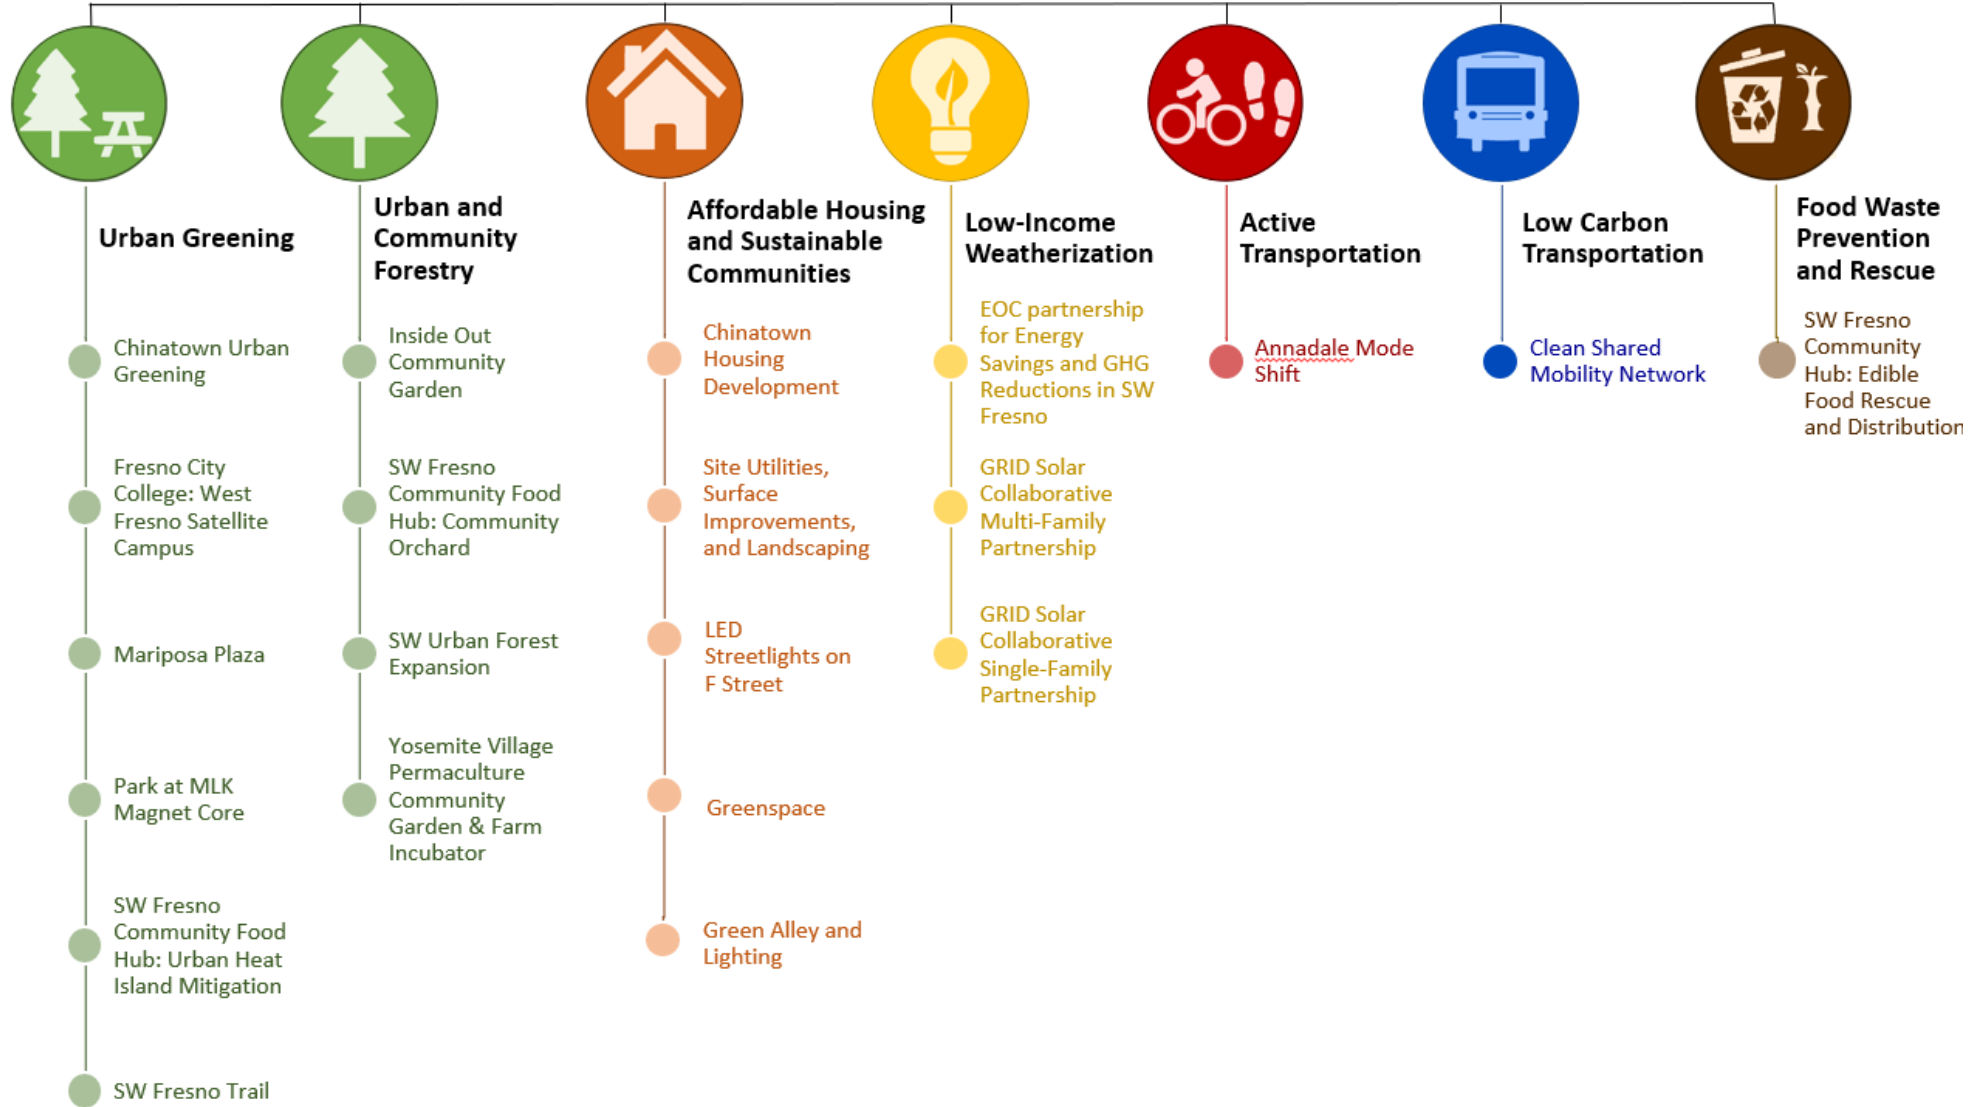 Urban Greening
Chinatown Urban
Greening
Fresno City
College: West
Fresno Satellite
Campus
Mariposa Plaza
Park at MLK
Magnet Core
SW Fresno
Community Food
Hub: Urban Heat
Island Mitigation
SW Fresno Trail
Urban and
Community
Forestry
Inside Out
Community
Garden
SW Fresno
Community Food
Hub: Community
Orchard
SW Urban Forest
Expansion
Yosemite Village
Permaculture
Community
Garden & Farm
Incubator
Affordable Housing
and Sustainable
Communities
Chinatown
Housing
Development
Site Utilities,
Surface
Improvements,
and Landscaping
LED
Streetlights on
F Street
Greenspace
Green Alley and
Lighting
Low-Income
Weatherization
EOC partnership
for Energy
Savings and GHG
Reductions in SW
Fresno
GRID Solar
Collaborative
Multi-Family
Partnership
GRID Solar
Collaborative
Single-Family
Partnership
Active
Transportation
Annadale Mode
Shift
Low Carbon
Transportation
Clean Shared
Mobility Network
Food Waste
Prevention
and Rescue
SW Fresno
Community
Hub: Edible
Food Rescue
and Distribution